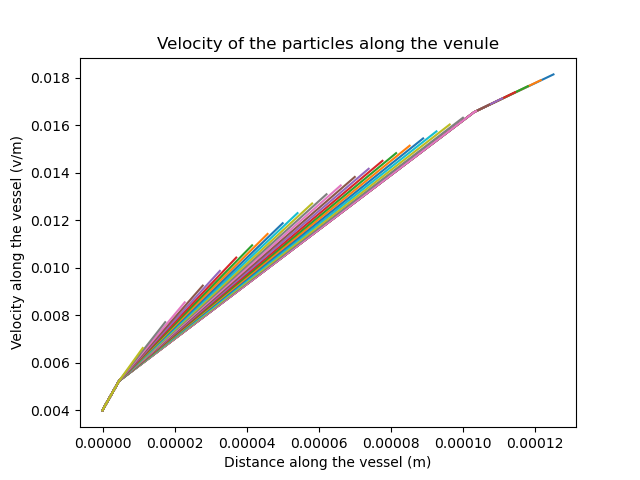 Velocity of the particles along the venule
Velocity along the vessel (v/m)
0.018
0.016
0.014
0.012
0.010
0.008
0.006
0.004
0.00000 0.00002 0.00004 0.00006 0.00008 0.00010 0.00012
Distance along the vessel (m)